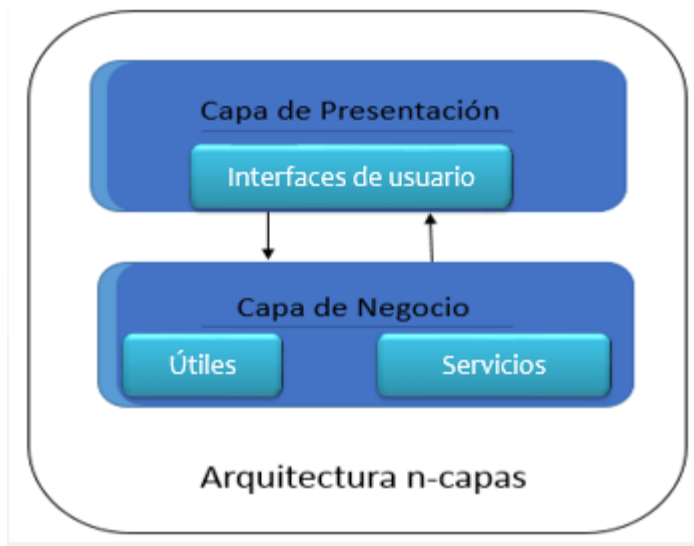 Capa de Presentación
Interfaces de usuario
Capa de Negocio
Útiles
Servicios
Arquitectura n-capas